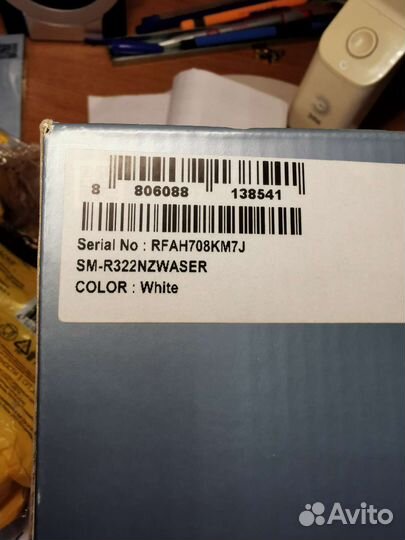 8 806088 138541
Serial No : RFAH708KM7J
SM-R322NZWASER
COLOR : White
Avito